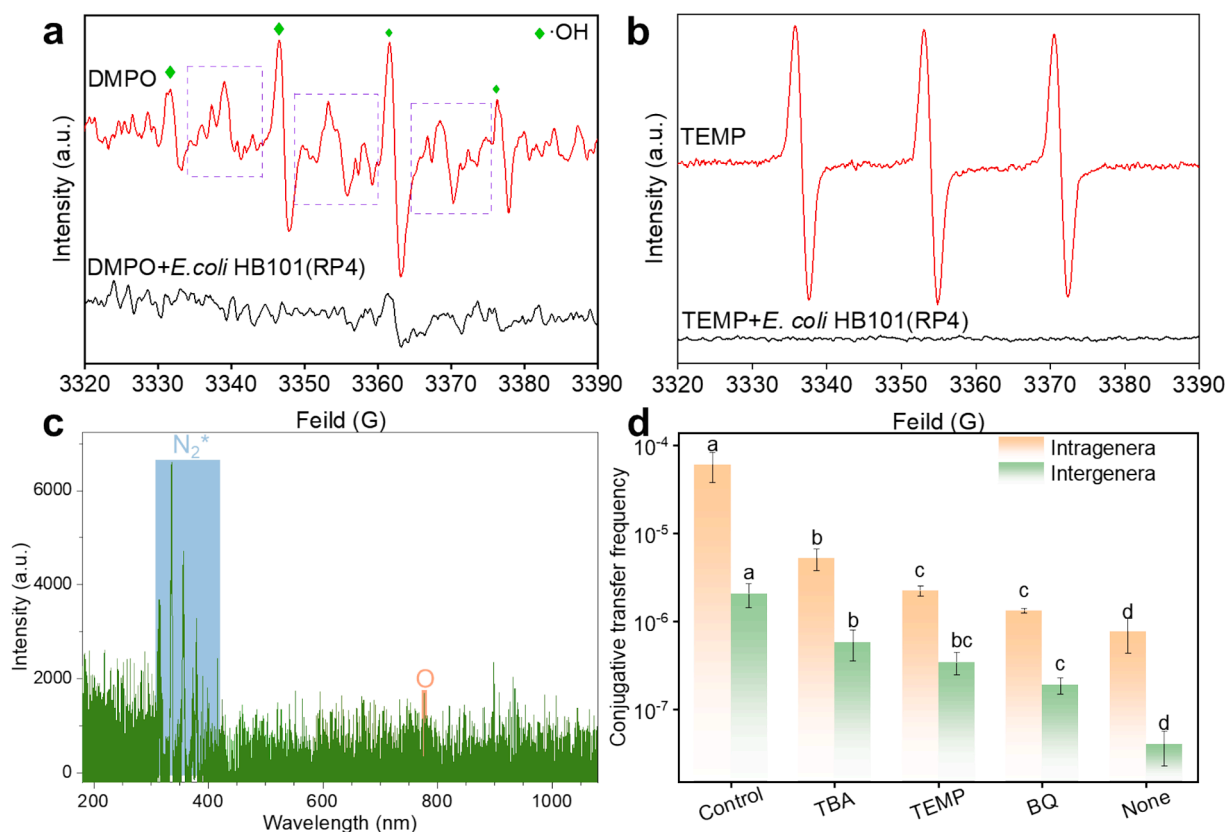 a
◆ ·OH
DMPO
DMPO+E.coli HB101(RP4)
Intensity (a.u.)
3320 3330 3340 3350 3360 3370 3380 3390
Feild (G)
b
TEMP
TEMP+E. coli HB101(RP4)
Intensity (a.u.)
3320 3330 3340 3350 3360 3370 3380 3390
Feild (G)
c
N₂*
O
Intensity (a.u.)
6000
4000
2000
0
200 400 600 800 1000
Wavelength (nm)
d
Intragenera
Intergenera
Conjugative transfer frequency
10⁻⁴
10⁻⁵
10⁻⁶
10⁻⁷
a a b b c bc c c d d
Control TBA TEMP BQ None